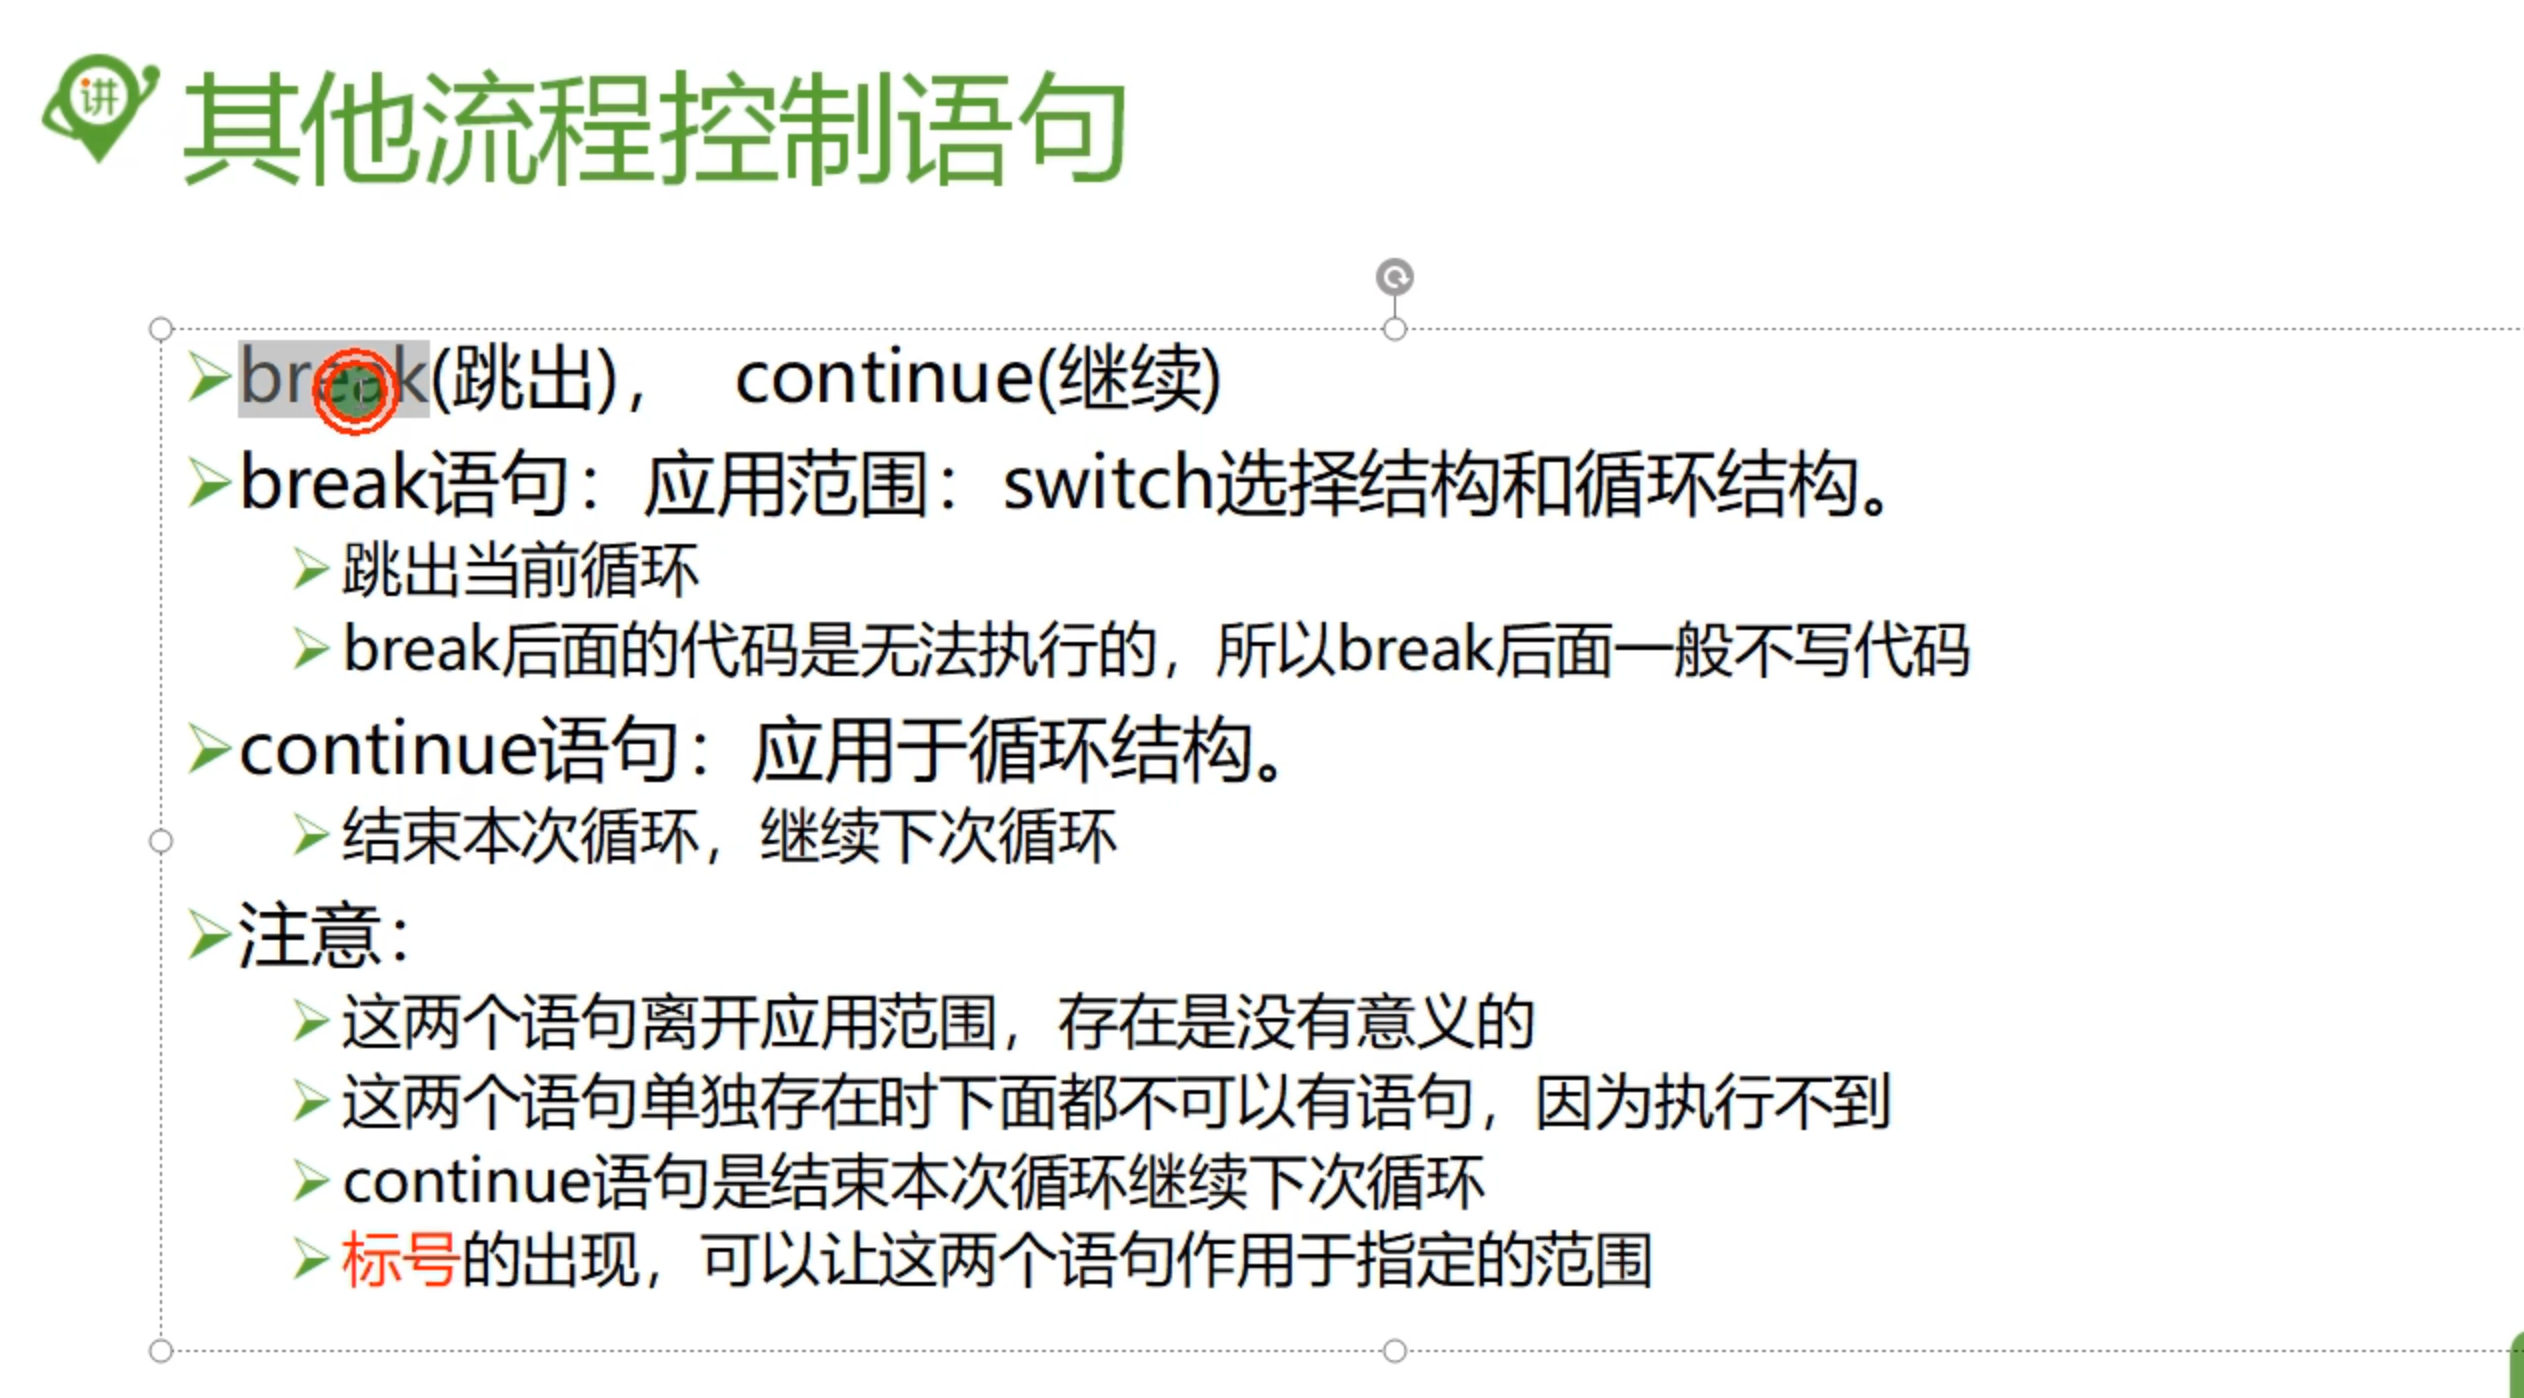 讲
其他流程控制语句
break(跳出)， continue(继续)
break语句：应用范围：switch选择结构和循环结构。
跳出当前循环
break后面的代码是无法执行的，所以break后面一般不写代码
continue语句：应用于循环结构。
结束本次循环，继续下次循环
注意：
这两个语句离开应用范围，存在是没有意义的
这两个语句单独存在时下面都不可以有语句，因为执行不到
continue语句是结束本次循环继续下次循环
标号的出现，可以让这两个语句作用于指定的范围